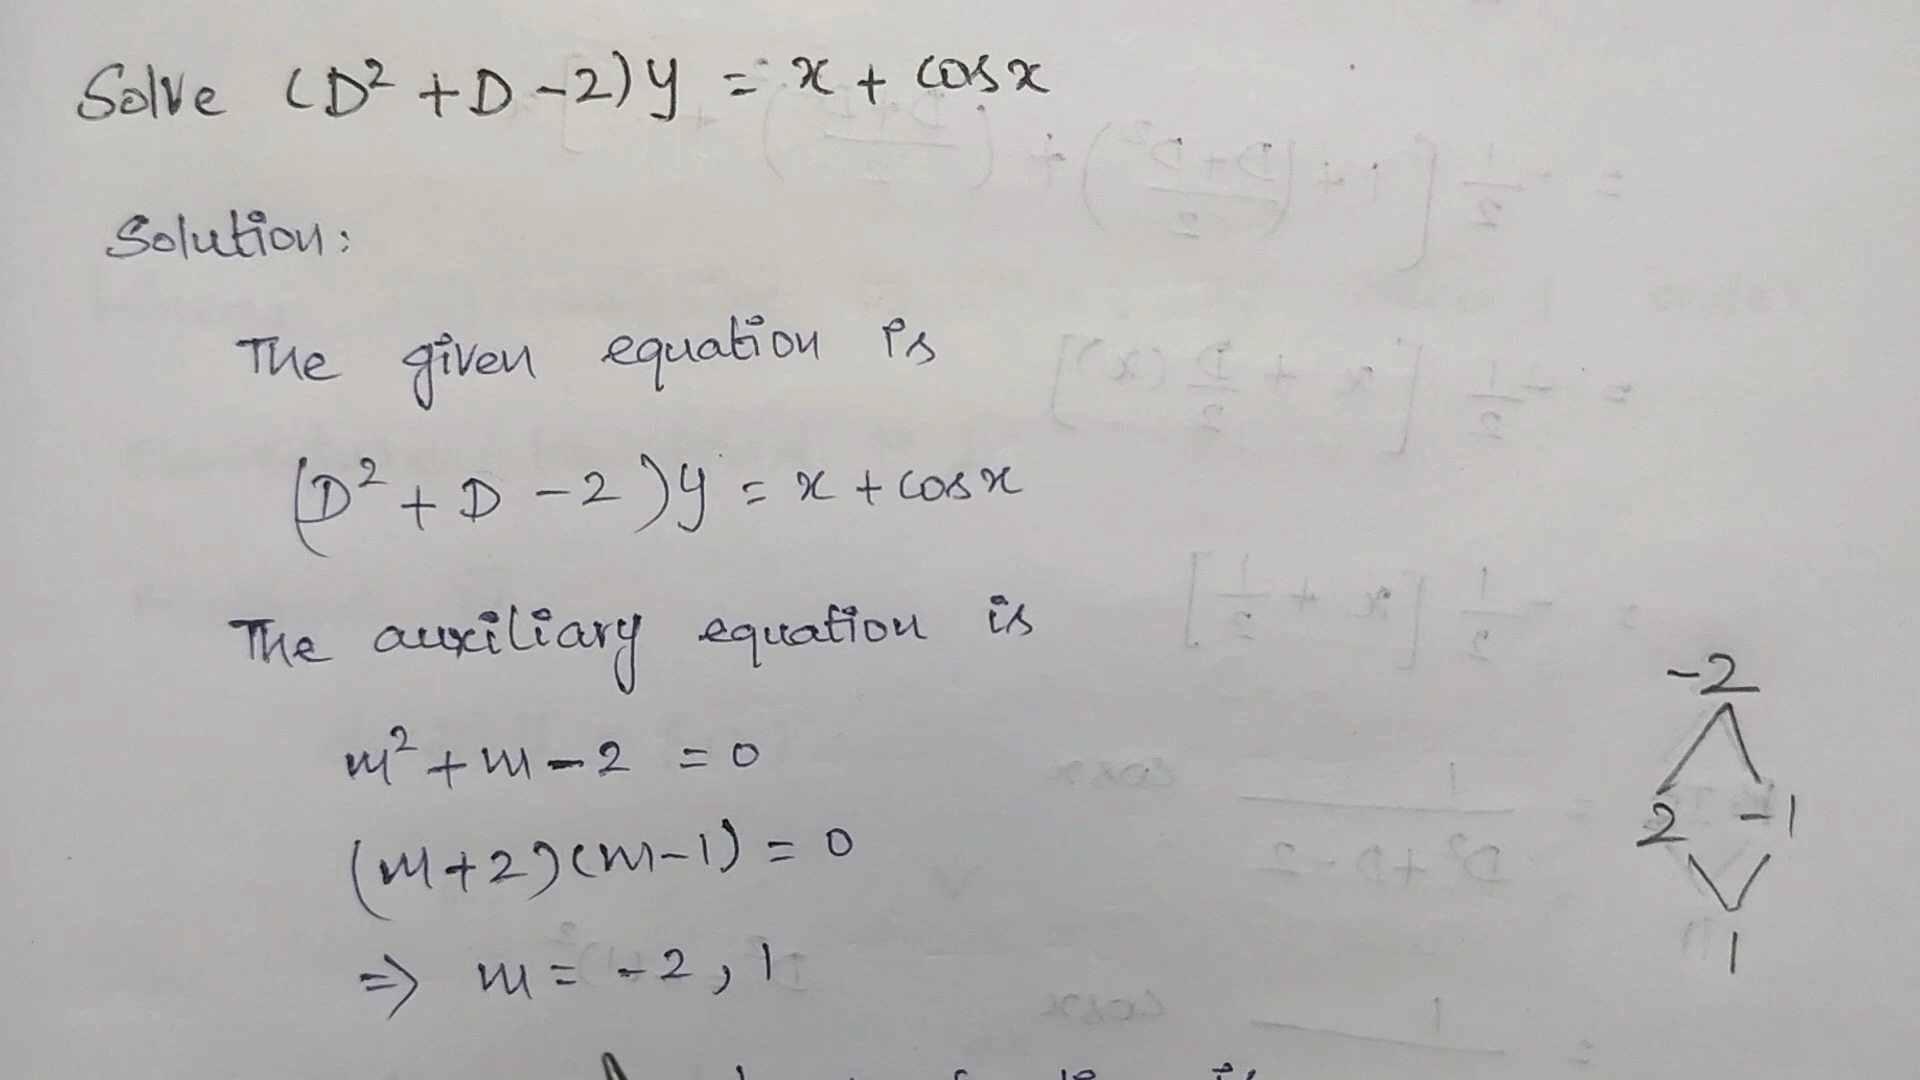 Solve (D² + D - 2) y = x + cos x
Solution:
The given equation is
(D² + D - 2) y = x + cos x
The auxiliary equation is
m² + m - 2 = 0
(m+2)(m-1) = 0
⇒ m = -2, 1
-2
2 -1
1